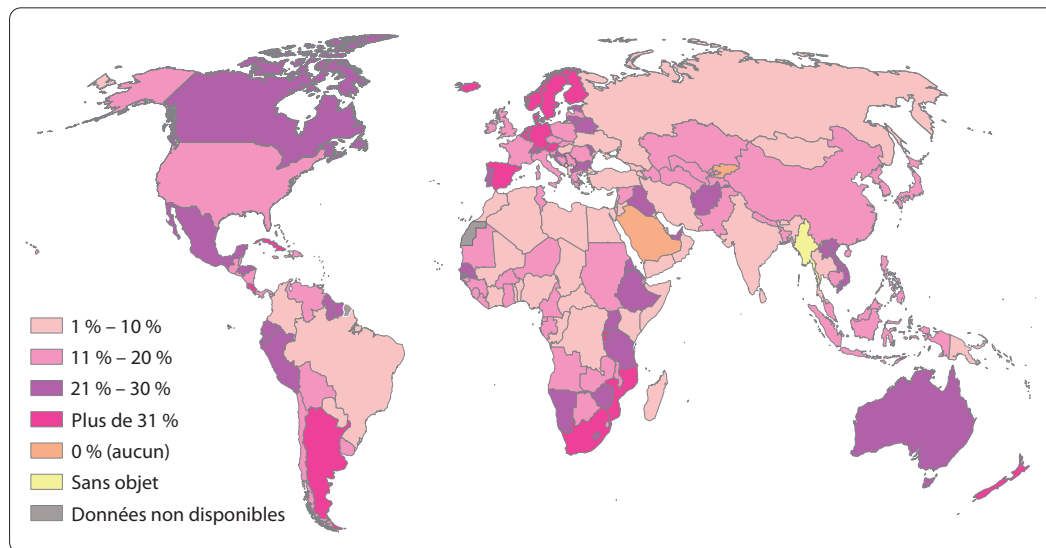 1 % – 10 %
11 % – 20 %
21 % – 30 %
Plus de 31 %
0 % (aucun)
Sans objet
Données non disponibles